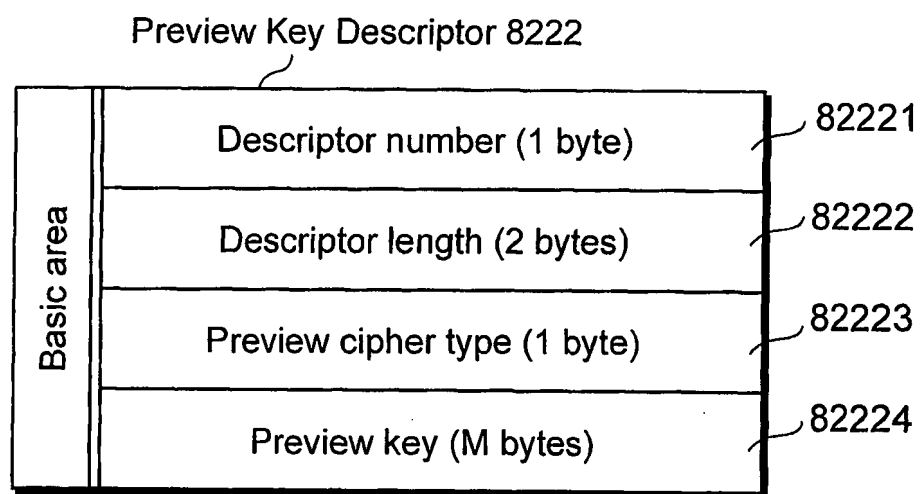 Preview Key Descriptor 8222
Basic area
Descriptor number (1 byte)
82221
Descriptor length (2 bytes)
82222
Preview cipher type (1 byte)
82223
Preview key (M bytes)
82224